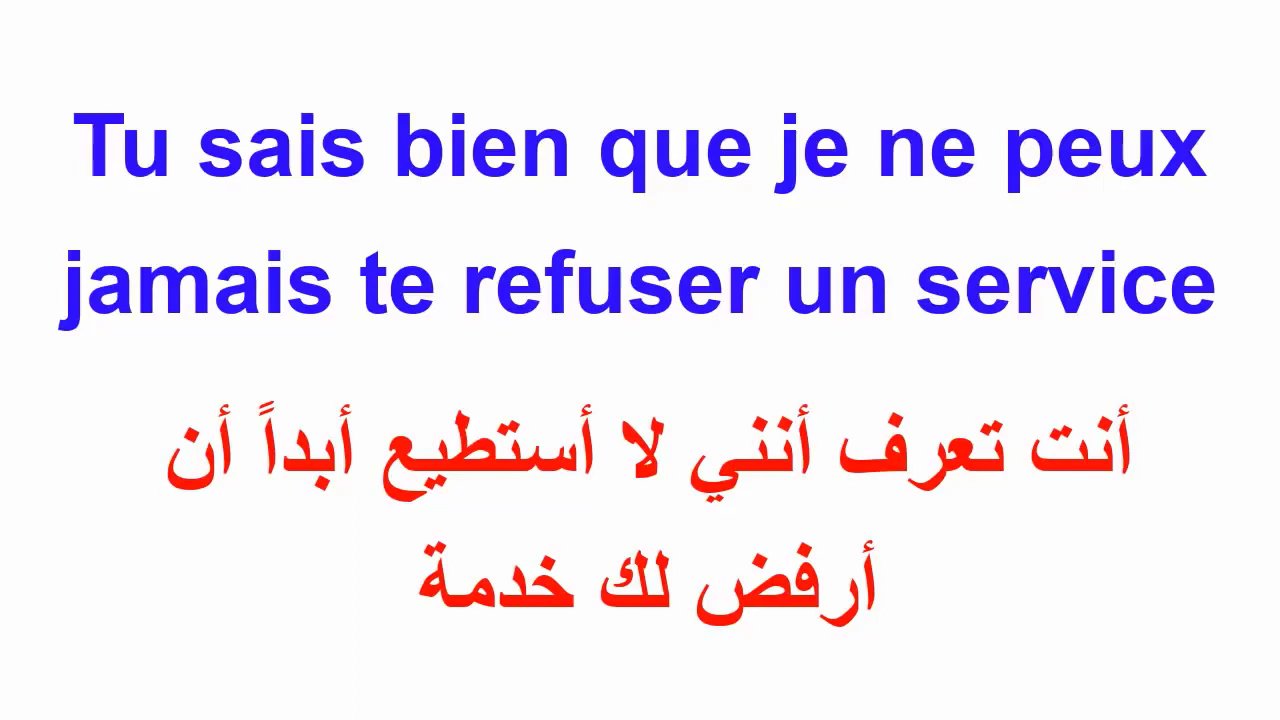 Tu sais bien que je ne peux
jamais te refuser un service
أنت تعرف أنني لا أستطيع أبداً أن
أرفض لك خدمة